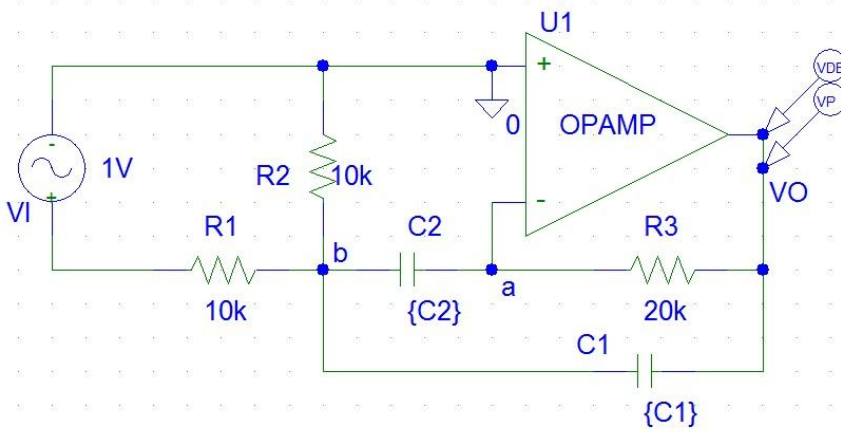 U1
+
VDB
VP
-
1V
VI
+
R2
10k
0
OPAMP
-
VO
R1
10k
b
C2
{C2}
a
R3
20k
C1
{C1}